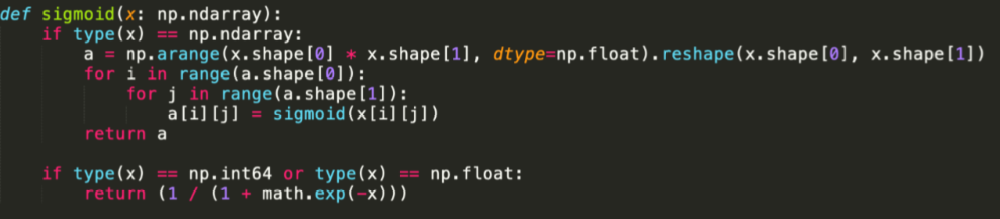 def sigmoid(x: np.ndarray):
    if type(x) == np.ndarray:
        a = np.arange(x.shape[0] * x.shape[1], dtype=np.float).reshape(x.shape[0], x.shape[1])
        for i in range(a.shape[0]):
            for j in range(a.shape[1]):
                a[i][j] = sigmoid(x[i][j])
        return a

    if type(x) == np.int64 or type(x) == np.float:
        return (1 / (1 + math.exp(-x)))